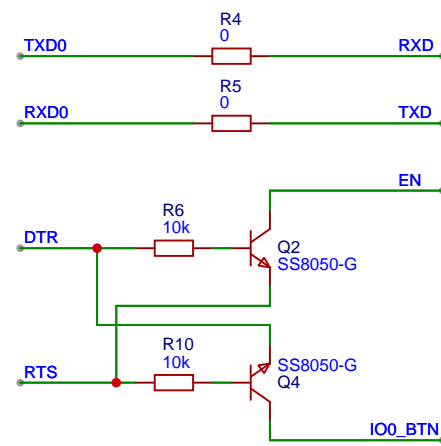 R4
TXD0 0 RXD
R5
RXD0 0 TXD
EN
R6
DTR 10k Q2
SS8050-G
R10 SS8050-G
RTS 10k Q4
IO0_BTN